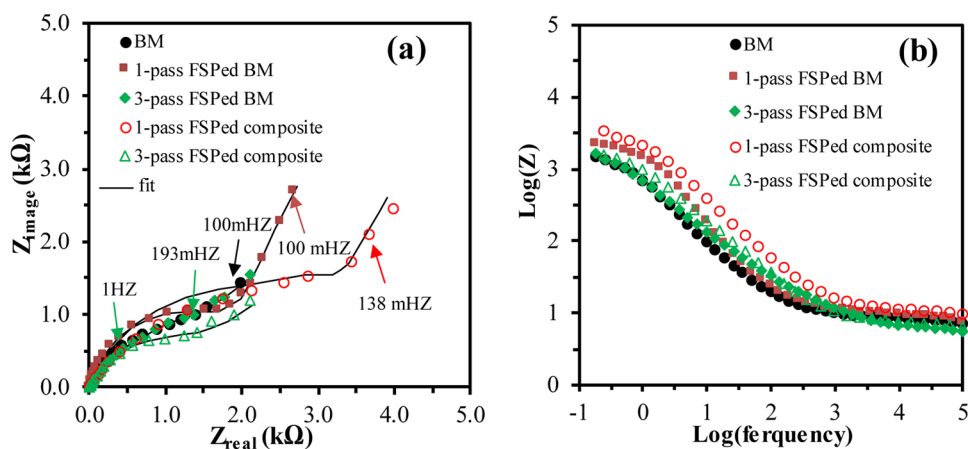 5.0
4.0
3.0
2.0
1.0
0.0
Z_image (kΩ)
(a)
BM
1-pass FSPed BM
3-pass FSPed BM
1-pass FSPed composite
3-pass FSPed composite
fit
100mHZ
193mHZ
1HZ
100 mHZ
138 mHZ
0.0
1.0
2.0
3.0
4.0
5.0
Z_real (kΩ)
5
4
3
2
1
0
Log(Z)
(b)
BM
1-pass FSPed BM
3-pass FSPed BM
1-pass FSPed composite
3-pass FSPed composite
-1
0
1
2
3
4
5
Log(ferquency)